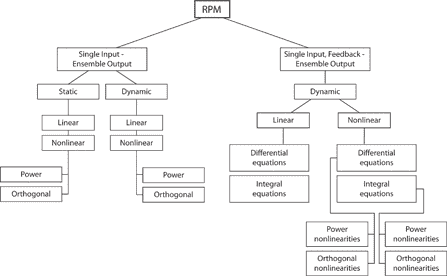 RPM
Single Input -
Ensemble Output
Single Input, Feedback -
Ensemble Output
Static
Dynamic
Dynamic
Linear
Linear
Linear
Nonlinear
Nonlinear
Nonlinear
Differential
equations
Differential
equations
Power
Power
Integral
equations
Integral
equations
Orthogonal
Orthogonal
Power
nonlinearities
Power
nonlinearities
Orthogonal
nonlinearities
Orthogonal
nonlinearities